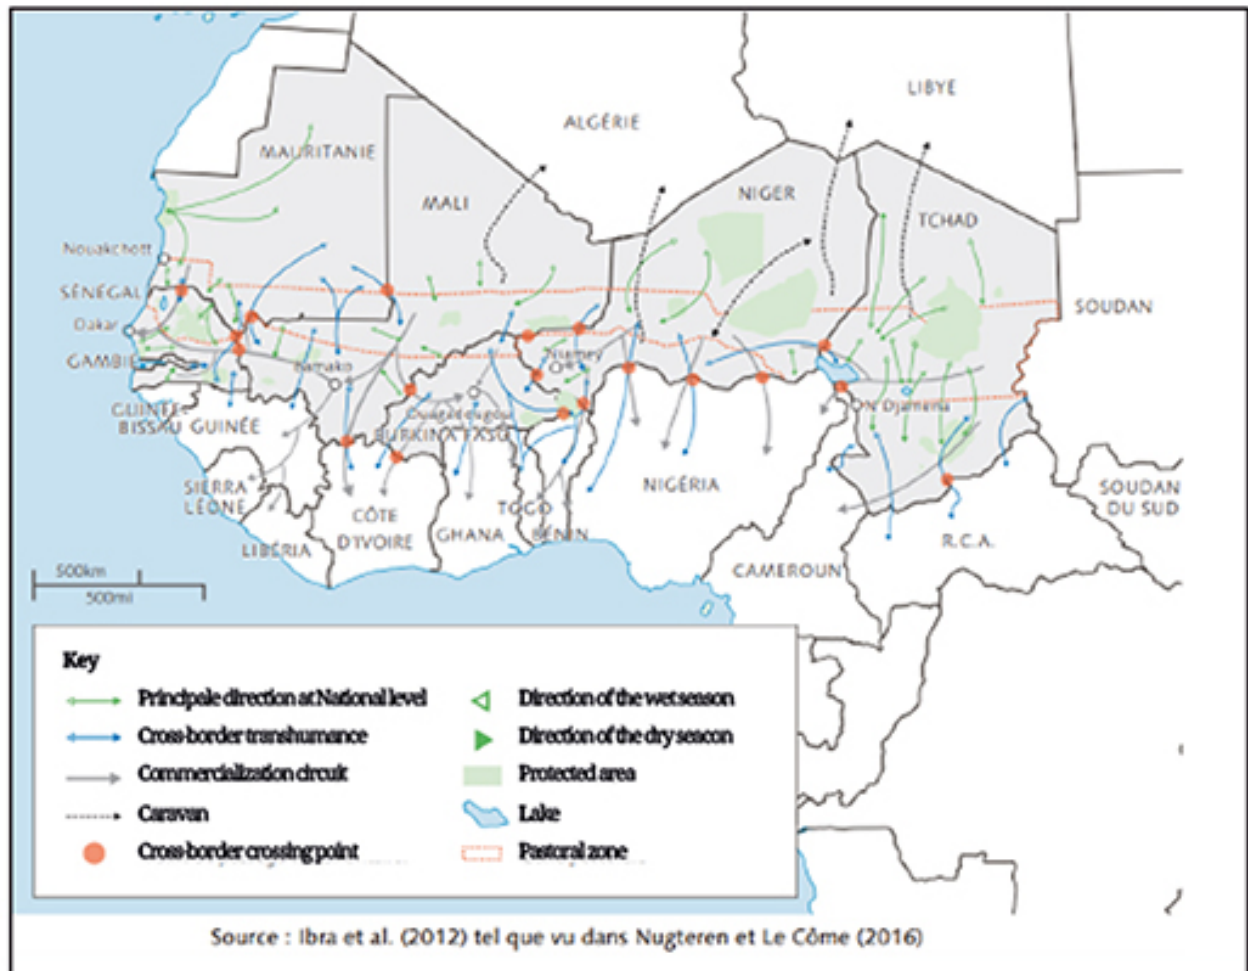 LIBYE
ALGÉRIE
MAURITANIE
NIGER
MALI
TCHAD
Nouakchott
SÉNÉGAL
SOUDAN
Dakar
Niamey
GAMBIE
Bamako
N'Djamena
GUINÉE-
BISSAU GUINÉE
Ouagadougou
BURKINA FASO
NIGÉRIA
SIERRA
LÉONE
SOUDAN
DU SUD
CÔTE
D'IVOIRE
TOGO
GHANA
BÉNIN
LIBÉRIA
R.C.A.
CAMEROUN
500km
500mi
Key
Principale direction at National level
Direction of the wet season
Cross-border transhumance
Direction of the dry seacon
Commercialization circuit
Protected area
Caravan
Lake
Cross-border crossing point
Pastoral zone
Source : Ibra et al. (2012) tel que vu dans Nugteren et Le Côme (2016)